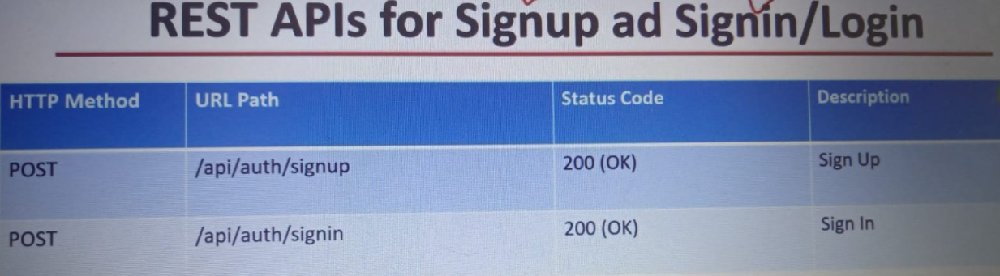 REST APIs for Signup ad Signin/Login
HTTP Method URL Path Status Code Description
POST /api/auth/signup 200 (OK) Sign Up
POST /api/auth/signin 200 (OK) Sign In